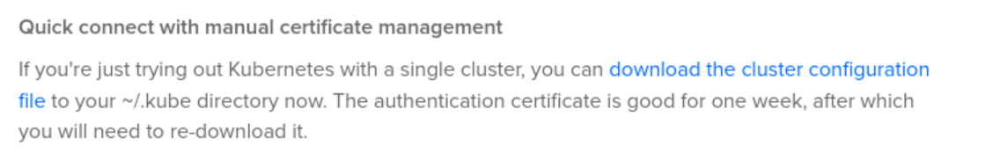 Quick connect with manual certificate management
If you're just trying out Kubernetes with a single cluster, you can download the cluster configuration
file to your ~/.kube directory now. The authentication certificate is good for one week, after which
you will need to re-download it.